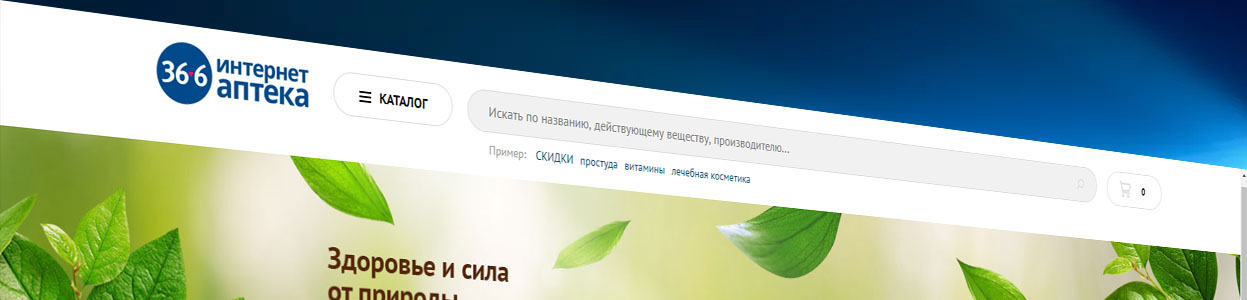 36·6 интернет
аптека
КАТАЛОГ
Искать по названию, действующему веществу, производителю...
0
Пример: СКИДКИ простуда витамины лечебная косметика
Здоровье и сила
от природы